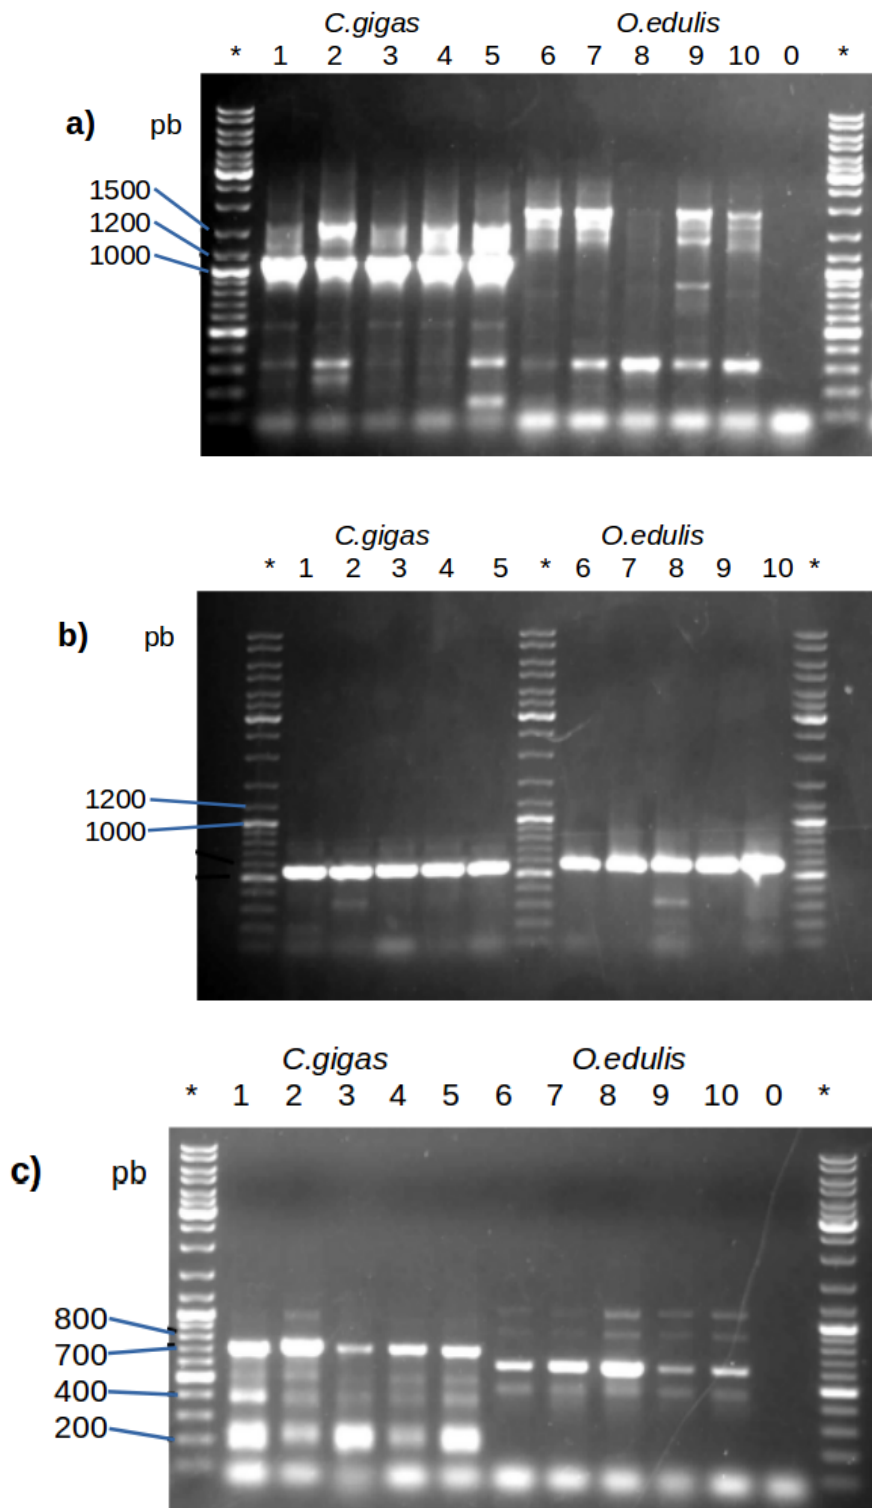 C.gigas O.edulis
* 1 2 3 4 5 6 7 8 9 10 0 *
a) pb
1500
1200
1000
C.gigas O.edulis
* 1 2 3 4 5 * 6 7 8 9 10 *
b) pb
1200
1000
C.gigas O.edulis
* 1 2 3 4 5 6 7 8 9 10 0 *
c) pb
800
700
400
200